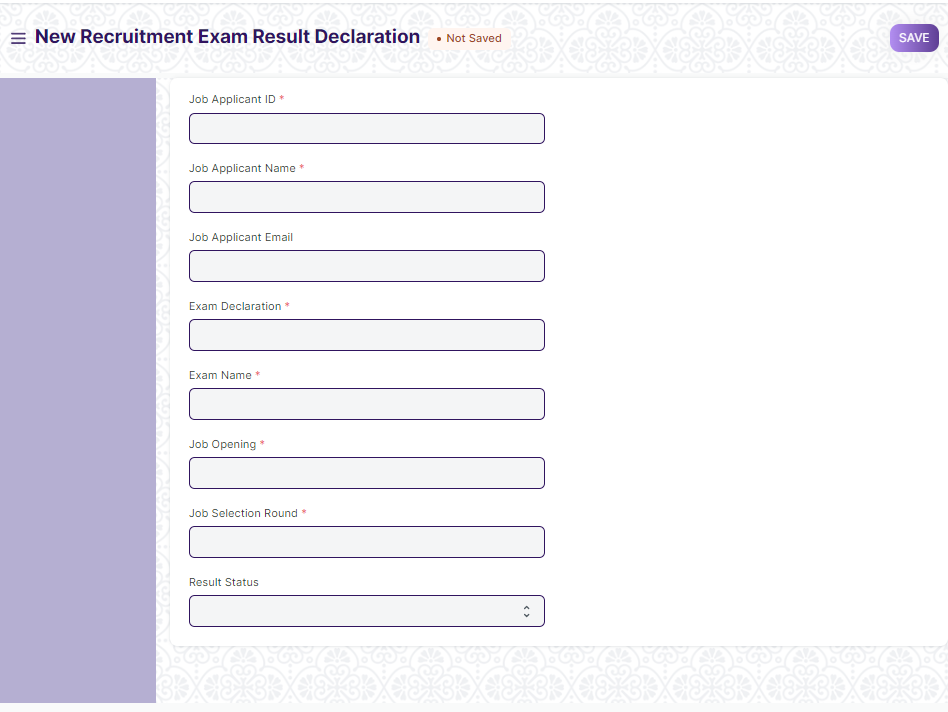 New Recruitment Exam Result Declaration
• Not Saved
SAVE
Job Applicant ID *
Job Applicant Name *
Job Applicant Email
Exam Declaration *
Exam Name *
Job Opening *
Job Selection Round *
Result Status